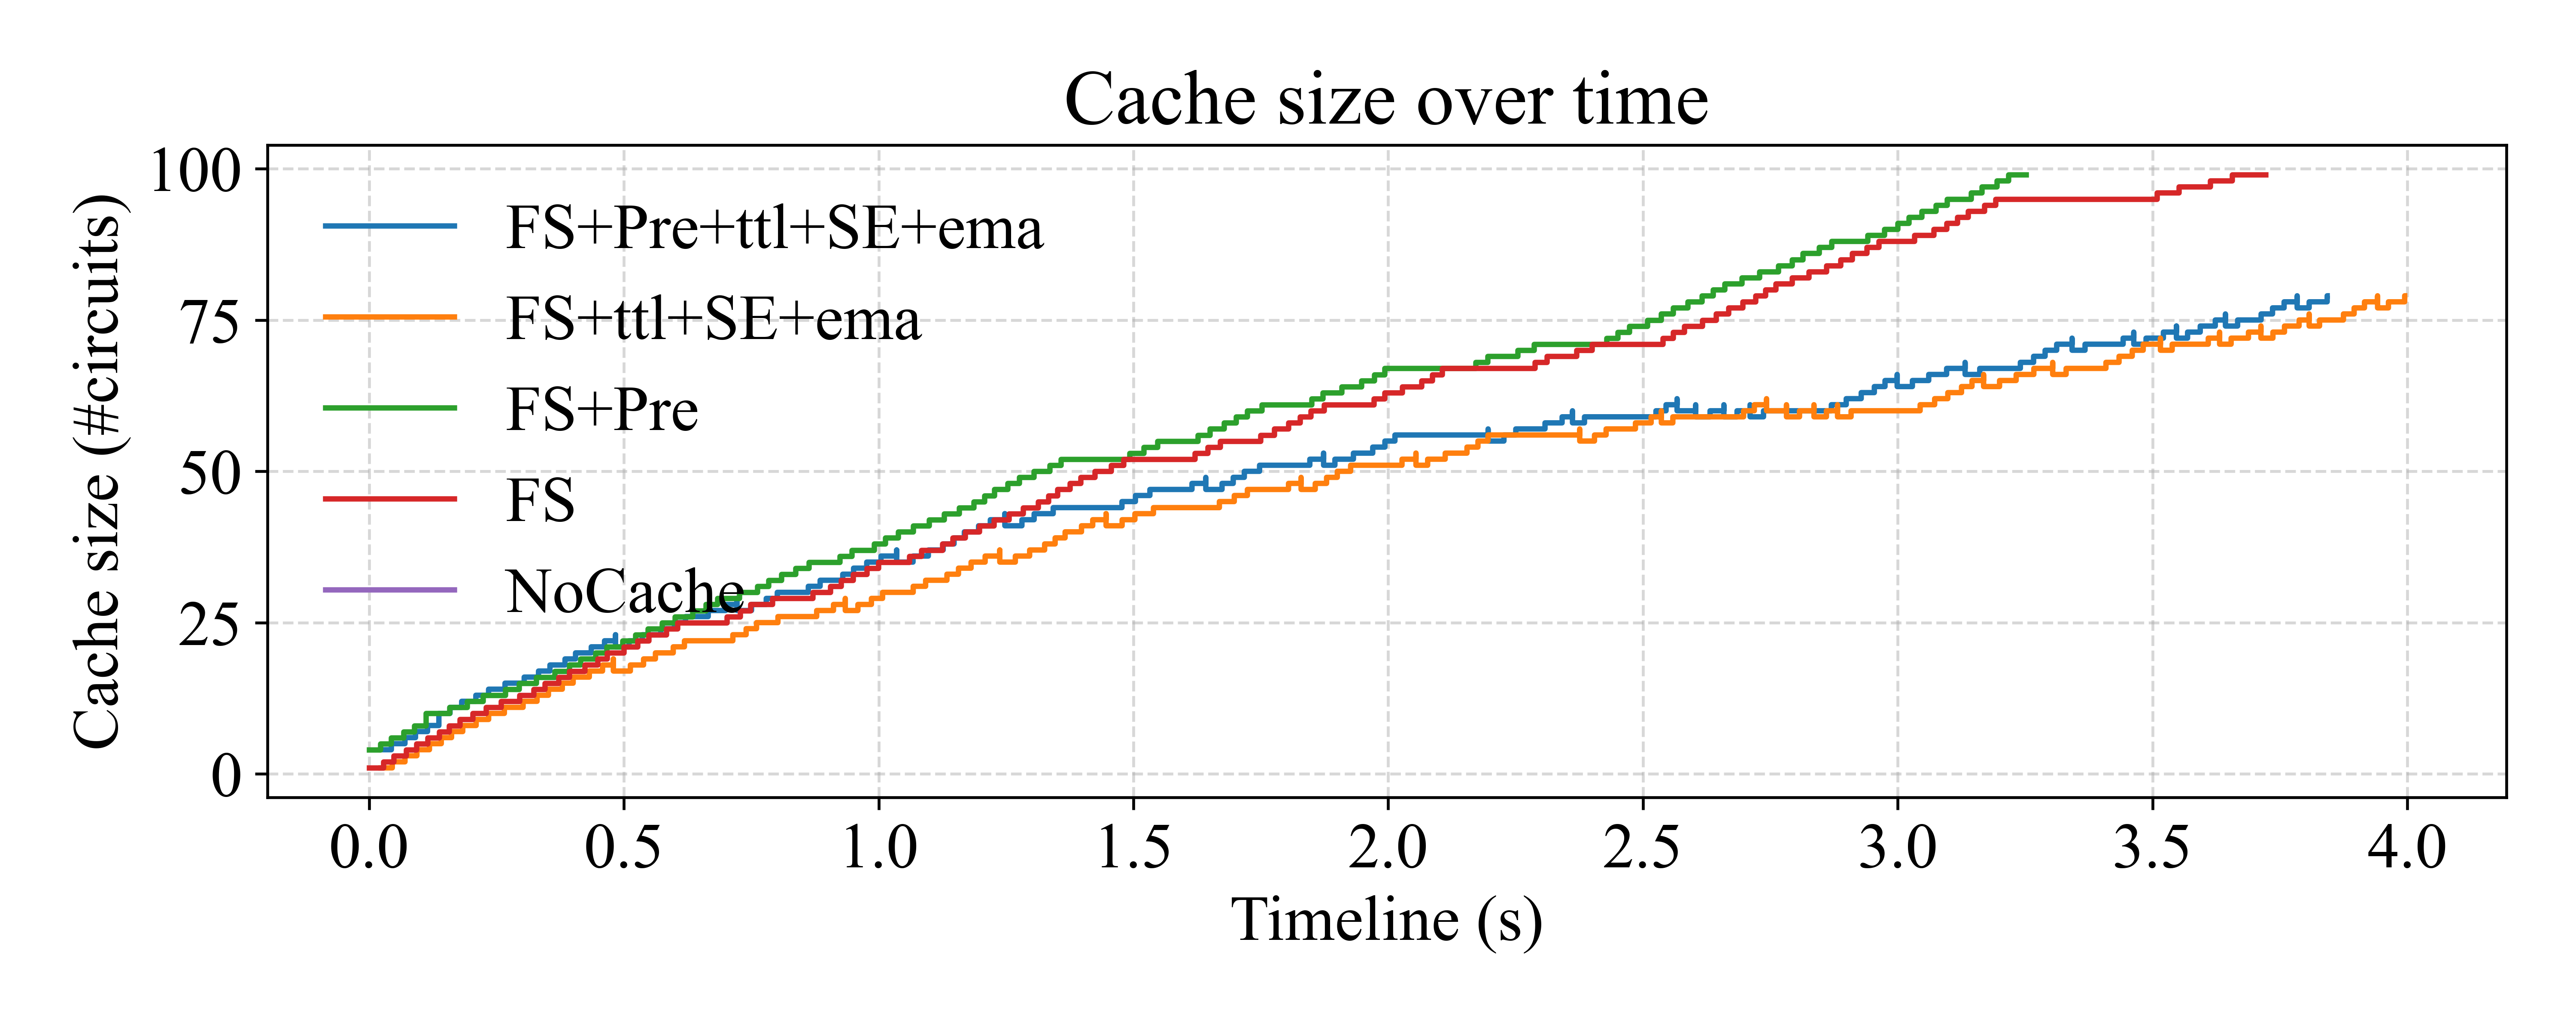 Cache size over time
Cache size (#circuits)
100
75
50
25
0
FS+Pre+ttl+SE+ema
FS+ttl+SE+ema
FS+Pre
FS
NoCache
0.0 0.5 1.0 1.5 2.0 2.5 3.0 3.5 4.0
Timeline (s)